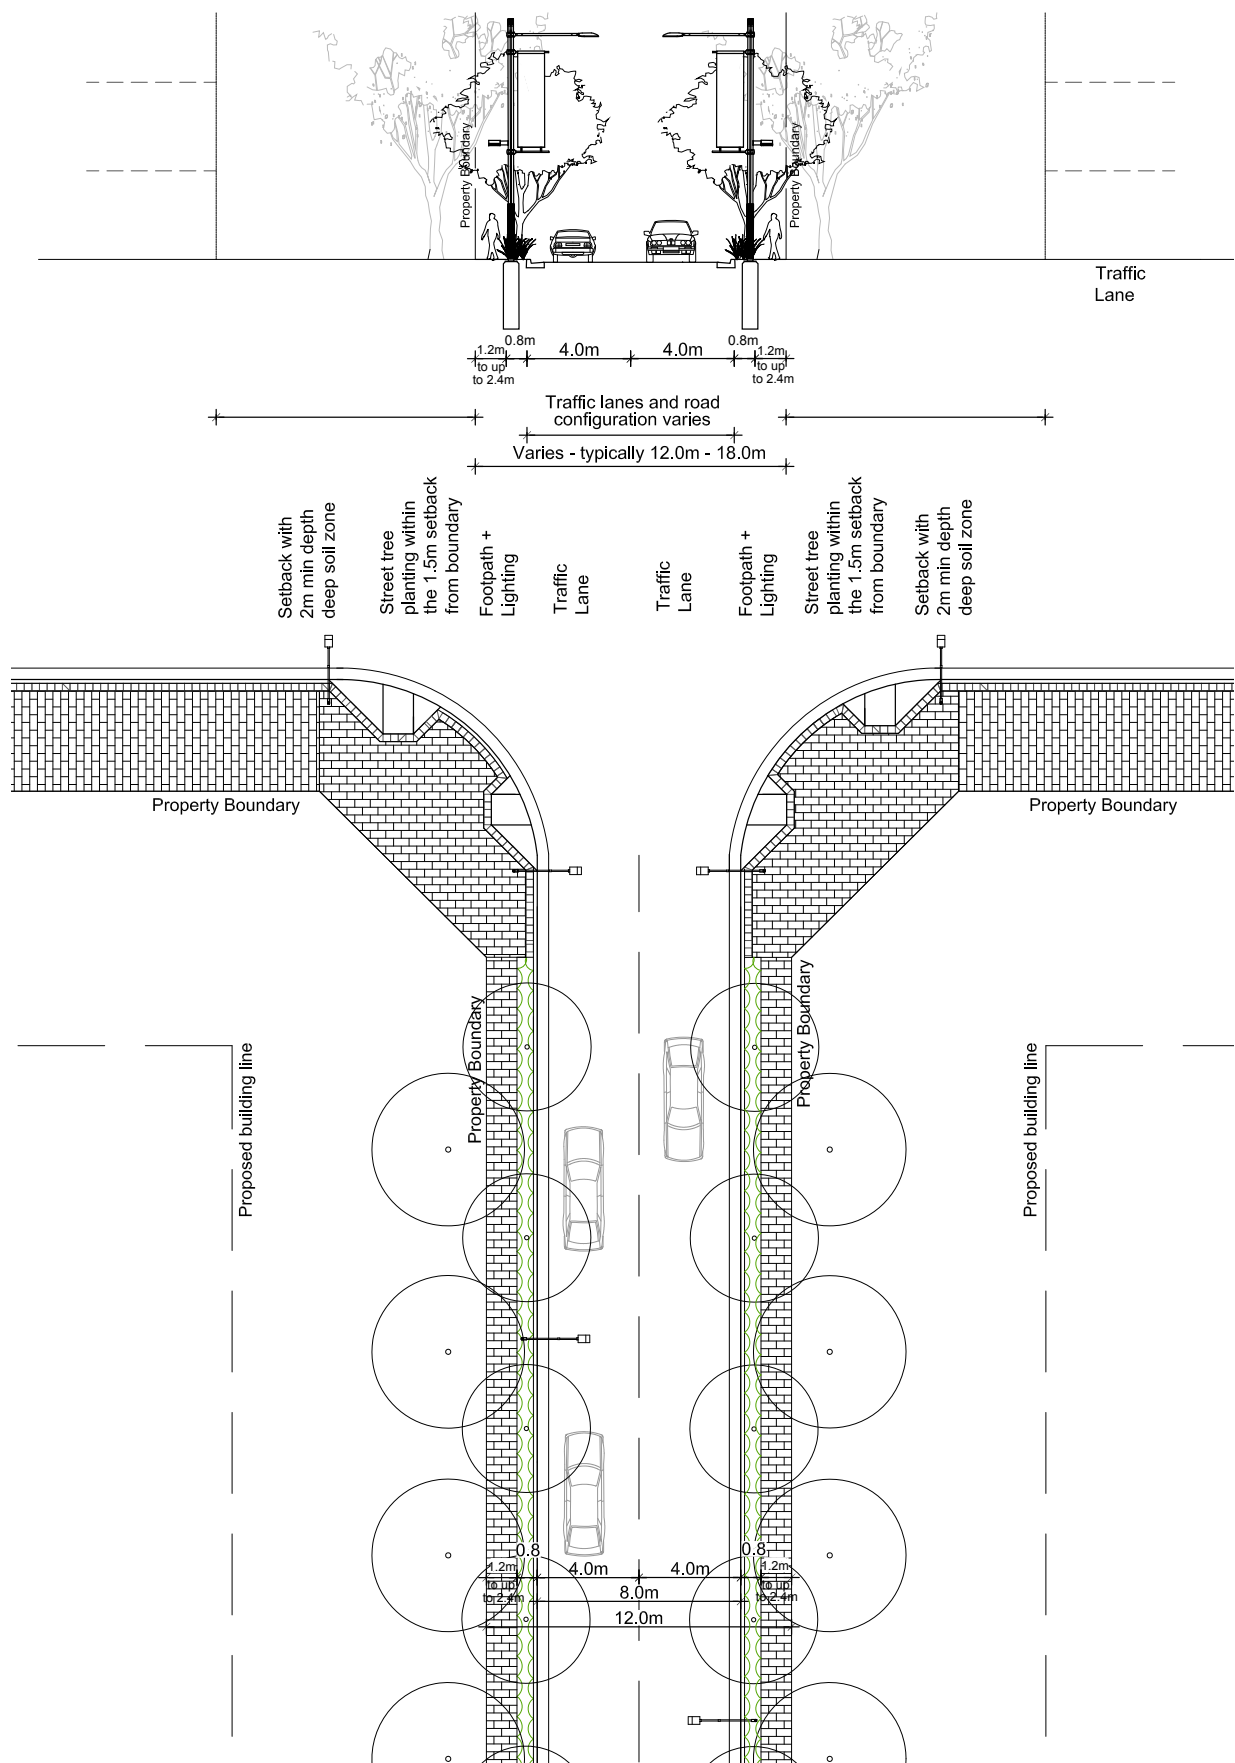 Property Boundary
Property Boundary
Traffic
Lane
1.2m
to up
to 2.4m
0.8m
4.0m
4.0m
0.8m
1.2m
to up
to 2.4m
Traffic lanes and road
configuration varies
Varies - typically 12.0m - 18.0m
Setback with
2m min depth
deep soil zone
Street tree
planting within
the 1.5m setback
from boundary
Footpath +
Lighting
Traffic
Lane
Traffic
Lane
Footpath +
Lighting
Street tree
planting within
the 1.5m setback
from boundary
Setback with
2m min depth
deep soil zone
Property Boundary
Property Boundary
Property Boundary
Property Boundary
Proposed building line
Proposed building line
0.8
0.8
1.2m
to up
to 2.4m
4.0m
4.0m
1.2m
to up
to 2.4m
8.0m
12.0m